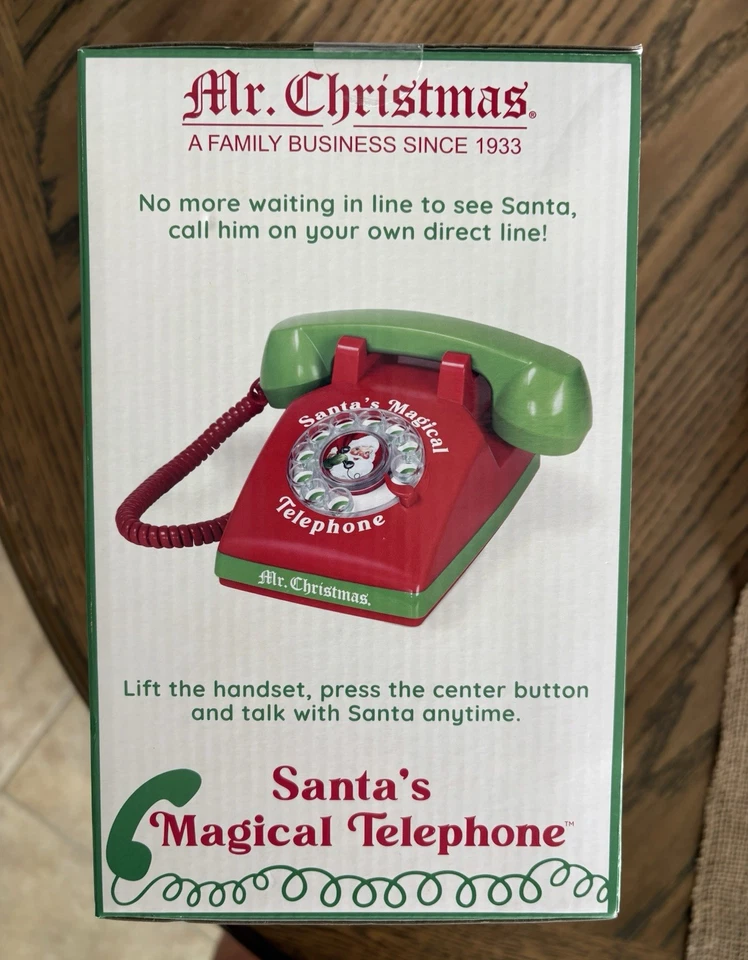 Mr. Christmas®
A FAMILY BUSINESS SINCE 1933
No more waiting in line to see Santa,
call him on your own direct line!
Santa's Magical
Telephone
Mr. Christmas.
Lift the handset, press the center button
and talk with Santa anytime.
Santa's
Magical Telephone™